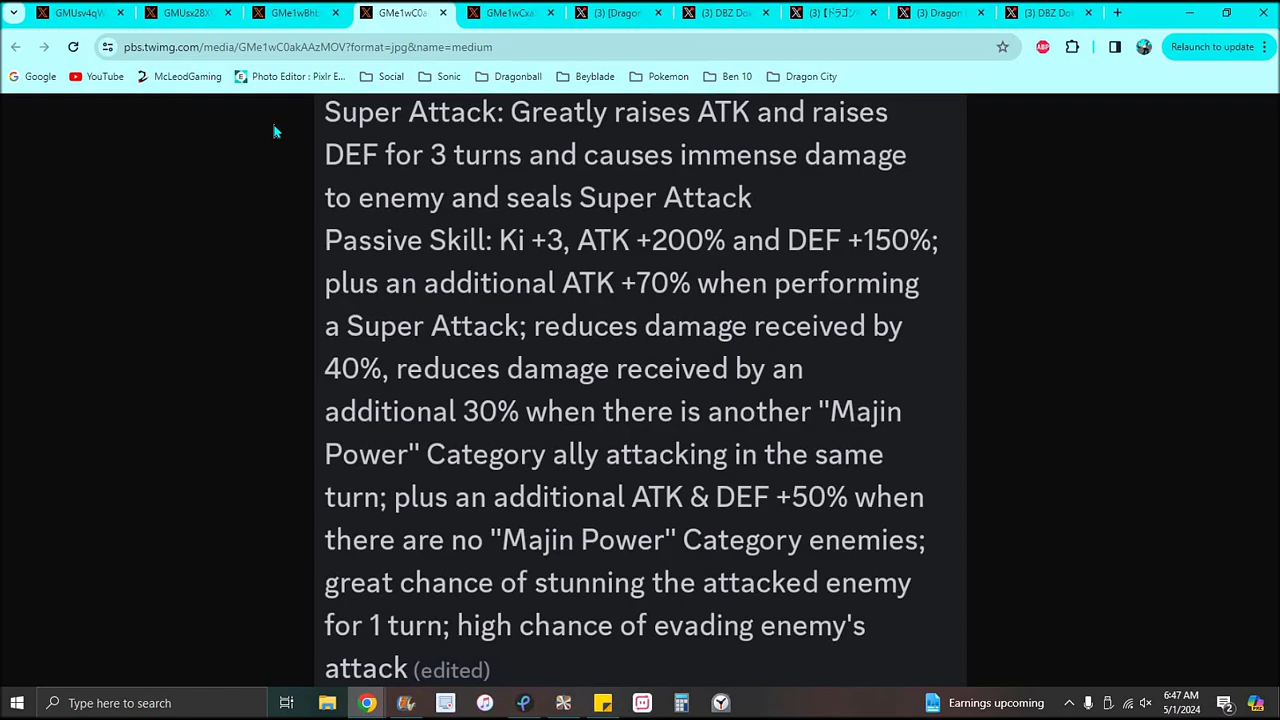 GMUsv4qW
GMUsx28X
GMe1wBhb
GMe1wC0a
GMe1wCxa
(3) [Dragon
(3) DBZ Dok
(3) 【ドラゴン
(3) Dragon
(3) DBZ Dok
pbs.twimg.com/media/GMe1wC0akAAzMOV?format=jpg&name=medium
ABP
Relaunch to update
Google
YouTube
McLeodGaming
Photo Editor : Pixlr E...
Social
Sonic
Dragonball
Beyblade
Pokemon
Ben 10
Dragon City
Super Attack: Greatly raises ATK and raises
DEF for 3 turns and causes immense damage
to enemy and seals Super Attack
Passive Skill: Ki +3, ATK +200% and DEF +150%;
plus an additional ATK +70% when performing
a Super Attack; reduces damage received by
40%, reduces damage received by an
additional 30% when there is another "Majin
Power" Category ally attacking in the same
turn; plus an additional ATK & DEF +50% when
there are no "Majin Power" Category enemies;
great chance of stunning the attacked enemy
for 1 turn; high chance of evading enemy's
attack (edited)
Type here to search
Earnings upcoming
6:47 AM
5/1/2024
2